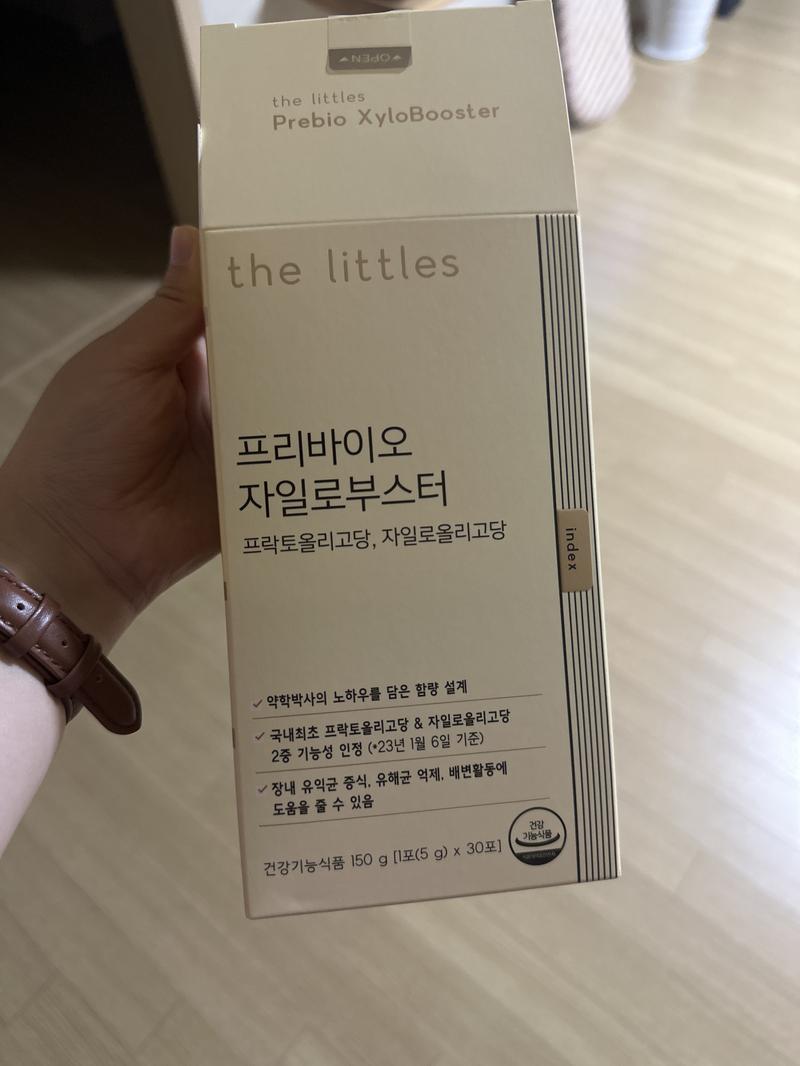 OPEN
the littles
Prebio XyloBooster
the littles
프리바이오
자일로부스터
프락토올리고당, 자일로올리고당
index
약학박사의 노하우를 담은 함량 설계
국내최초 프락토올리고당 & 자일로올리고당
2중 기능성 인정 (*23년 1월 6일 기준)
장내 유익균 증식, 유해균 억제, 배변활동에
도움을 줄 수 있음
건강기능식품 150 g [1포(5 g) x 30포]
건강
기능식품